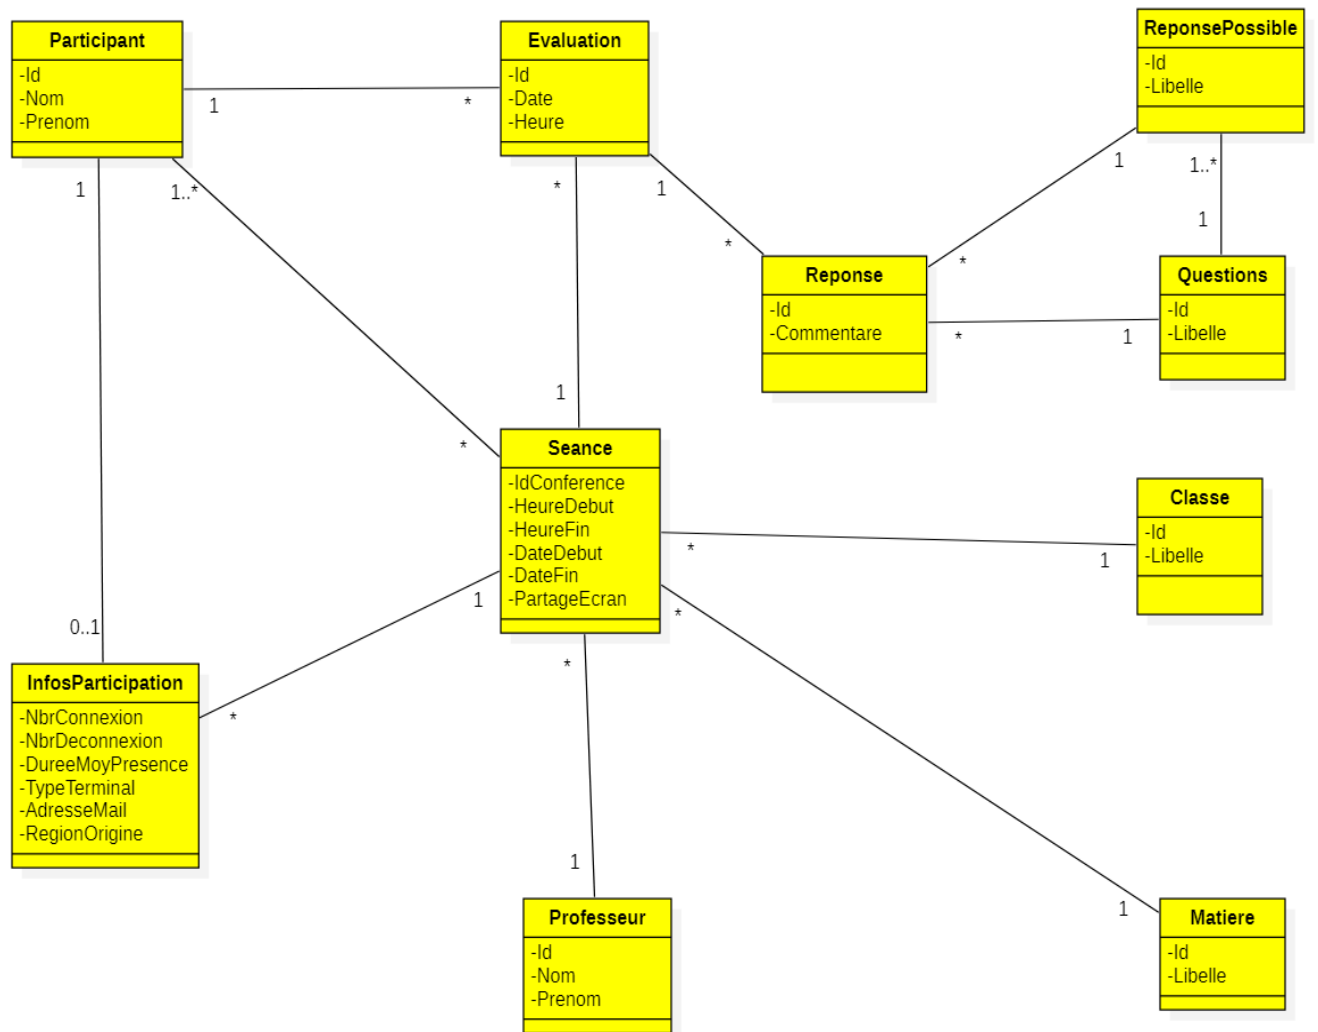 Participant
-Id
-Nom
-Prenom
1
*
1
1..*
Evaluation
-Id
-Date
-Heure
*
1
*
ReponsePossible
-Id
-Libelle
1
1..*
1
*
Reponse
-Id
-Commentare
*
1
Questions
-Id
-Libelle
1
*
Seance
-IdConference
-HeureDebut
-HeureFin
-DateDebut
-DateFin
-PartageEcran
*
1
Classe
-Id
-Libelle
1
*
*
0..1
InfosParticipation
-NbrConnexion
-NbrDeconnexion
-DureeMoyPresence
-TypeTerminal
-AdresseMail
-RegionOrigine
*
1
1
Professeur
-Id
-Nom
-Prenom
Matiere
-Id
-Libelle